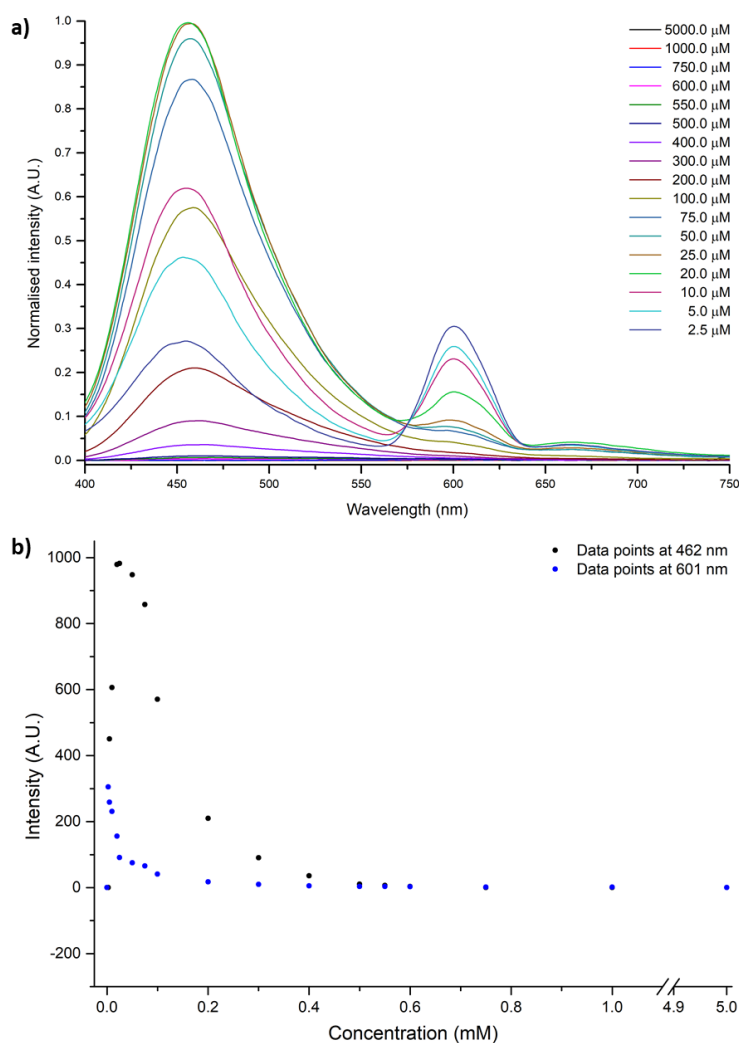 a)
Normalised intensity (A.U.)
1.0
0.9
0.8
0.7
0.6
0.5
0.4
0.3
0.2
0.1
0.0
400
450
500
550
600
650
700
750
Wavelength (nm)
5000.0 μM
1000.0 μM
750.0 μM
600.0 μM
550.0 μM
500.0 μM
400.0 μM
300.0 μM
200.0 μM
100.0 μM
75.0 μM
50.0 μM
25.0 μM
20.0 μM
10.0 μM
5.0 μM
2.5 μM
b)
Intensity (A.U.)
1000
800
600
400
200
0
-200
0.0
0.2
0.4
0.6
0.8
1.0
4.9
5.0
Concentration (mM)
Data points at 462 nm
Data points at 601 nm